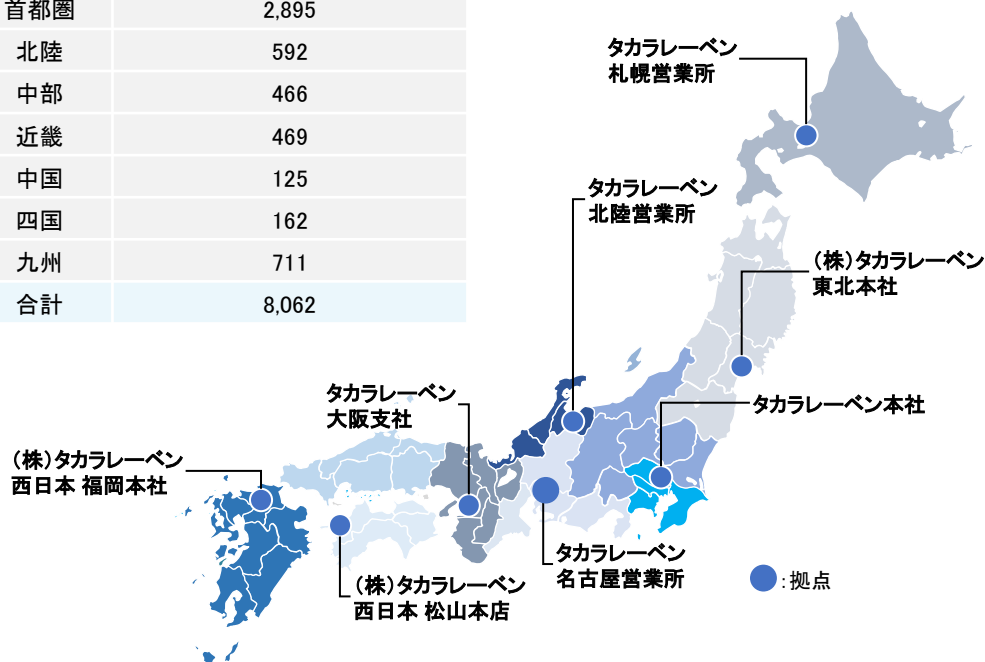 首都圏 2,895
北陸 592
中部 466
近畿 469
中国 125
四国 162
九州 711
合計 8,062
タカラレーベン
札幌営業所
タカラレーベン
北陸営業所
（株）タカラレーベン
東北本社
タカラレーベン
大阪支社
タカラレーベン本社
（株）タカラレーベン
西日本 福岡本社
タカラレーベン
名古屋営業所
（株）タカラレーベン
西日本 松山本店
：拠点